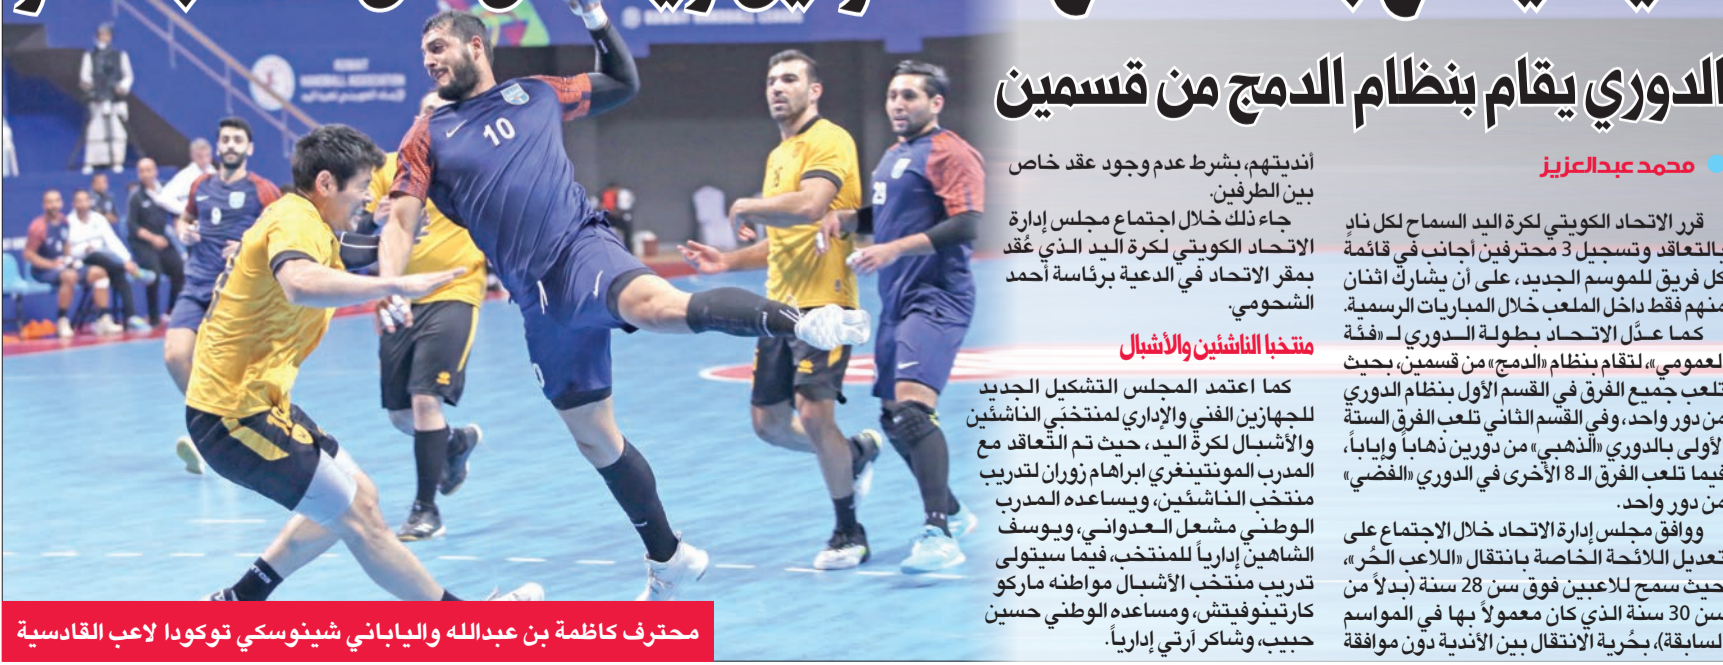 الدوري يقام بنظام الدمج من قسمين
محمد عبدالعزيز
قرر الاتحاد الكويتي لكرة اليد السماح لكل نادٍ
بالتعاقد وتسجيل 3 محترفين أجانب في قائمة
كل فريق للموسم الجديد، على أن يشارك اثنان
منهم فقط داخل الملعب خلال المباريات الرسمية.
كما عدَّل الاتحاد بطولة الدوري لـ «فئة
العمومي»، لتقام بنظام «الدمج» من قسمين، بحيث
تلعب جميع الفرق في القسم الأول بنظام الدوري
من دور واحد، وفي القسم الثاني تلعب الفرق الستة
الأولى بالدوري «الذهبي» من دورين ذهاباً وإياباً،
فيما تلعب الفرق الـ 8 الأخرى في الدوري «الفضي»
من دور واحد.
ووافق مجلس إدارة الاتحاد خلال الاجتماع على
تعديل اللائحة الخاصة بانتقال «اللاعب الحُر»،
حيث سمح للاعبين فوق سن 28 سنة (بدلاً من
سن 30 سنة الذي كان معمولاً بها في المواسم
السابقة)، بحُرية الانتقال بين الأندية دون موافقة
أنديتهم، بشرط عدم وجود عقد خاص
بين الطرفين.
جاء ذلك خلال اجتماع مجلس إدارة
الاتحاد الكويتي لكرة اليد الذي عُقد
بمقر الاتحاد في الدعية برئاسة أحمد
الشحومي.
منتخبا الناشئين والأشبال
كما اعتمد المجلس التشكيل الجديد
للجهازين الفني والإداري لمنتخبَي الناشئين
والأشبال لكرة اليد، حيث تم التعاقد مع
المدرب المونتينغري ابراهام زوران لتدريب
منتخب الناشئين، ويساعده المدرب
الوطني مشعل العدواني، ويوسف
الشاهين إدارياً للمنتخب، فيما سيتولى
تدريب منتخب الأشبال مواطنه ماركو
كارتينوفيتش، ومساعده الوطني حسين
حبيب، وشاكر آرتي إدارياً.
KUWAIT
HANDBALL ASSOCIATION
10
9
محترف كاظمة بن عبدالله والياباني شينوسكي توكودا لاعب القادسية